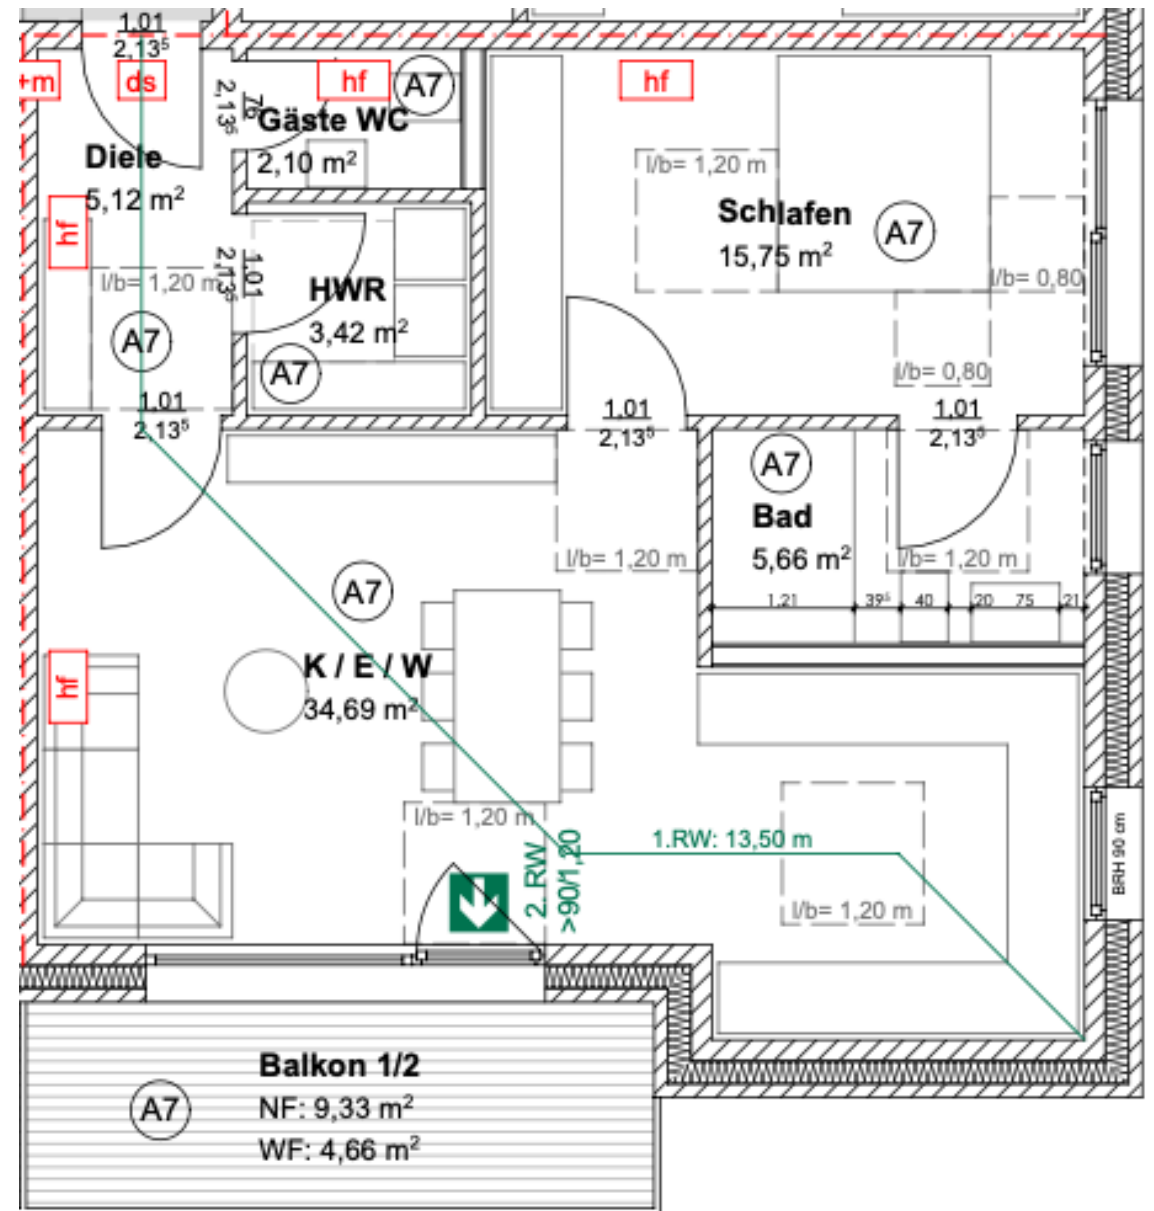 1.01
2,13⁵
+m
ds
hf
A7
hf
76
2,13⁵
Gäste WC
2,10 m²
Diele
5,12 m²
hf
l/b= 1,20 m
A7
1.01
2,13⁵
HWR
3,42 m²
A7
l/b= 1,20 m
Schlafen
15,75 m²
A7
l/b= 0,80
l/b= 0,80
1.01
2,13⁵
1.01
2,13⁵
1.01
2,13⁵
A7
Bad
5,66 m²
l/b= 1,20 m
l/b= 1,20 m
1.21
39⁵
40
20
75
21
A7
K / E / W
34,69 m²
hf
l/b= 1,20 m
2. RW
>90/1,20
1.RW: 13,50 m
l/b= 1,20 m
BRH 90 cm
Balkon 1/2
A7
NF: 9,33 m²
WF: 4,66 m²